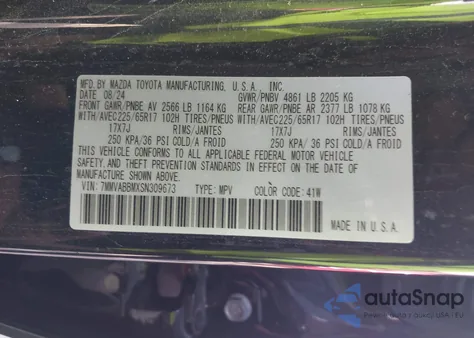 MFD. BY MAZDA TOYOTA MANUFACTURING, U.S.A., INC.
DATE: 08/24 GVWR/PNBV 4861 LB 2205 KG
FRONT GAWR/PNBE AV 2566 LB 1164 KG REAR GAWR/PNBE AR 2377 LB 1078 KG
WITH/AVEC225/65R17 102H TIRES/PNEUS WITH/AVEC225/65R17 102H TIRES/PNEUS
17X7J RIMS/JANTES 17X7J RIMS/JANTES
250 KPA/ 36 PSI COLD/A FROID 250 KPA/ 36 PSI COLD/A FROID
THIS VEHICLE CONFORMS TO ALL APPLICABLE FEDERAL MOTOR VEHICLE
SAFETY, AND THEFT PREVENTION STANDARDS IN EFFECT ON THE DATE OF
MANUFACTURE SHOWN ABOVE.
VIN: 7MMVABBMXSN309673 TYPE: MPV COLOR CODE: 41W
MADE IN U.S.A.
autoSnap